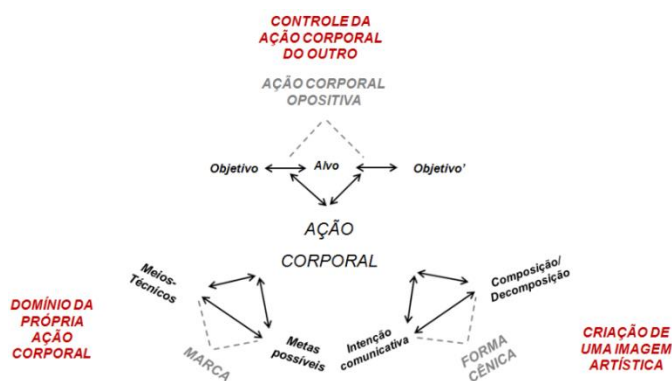 CONTROLE DA
AÇÃO CORPORAL
DO OUTRO
AÇÃO CORPORAL
OPOSITIVA
Objetivo
Alvo
Objetivo'
AÇÃO
CORPORAL
Meios-
Técnicos
Metas
possíveis
MARCA
DOMÍNIO DA
PRÓPRIA
AÇÃO
CORPORAL
Intenção
comunicativa
Composição/
Decomposição
FORMA
CÊNICA
CRIAÇÃO DE
UMA IMAGEM
ARTÍSTICA